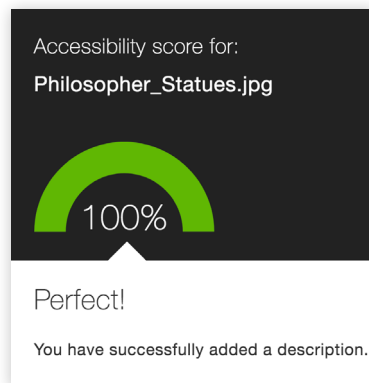 Accessibility score for:
Philosopher_Statues.jpg
100%
Perfect!
You have successfully added a description.